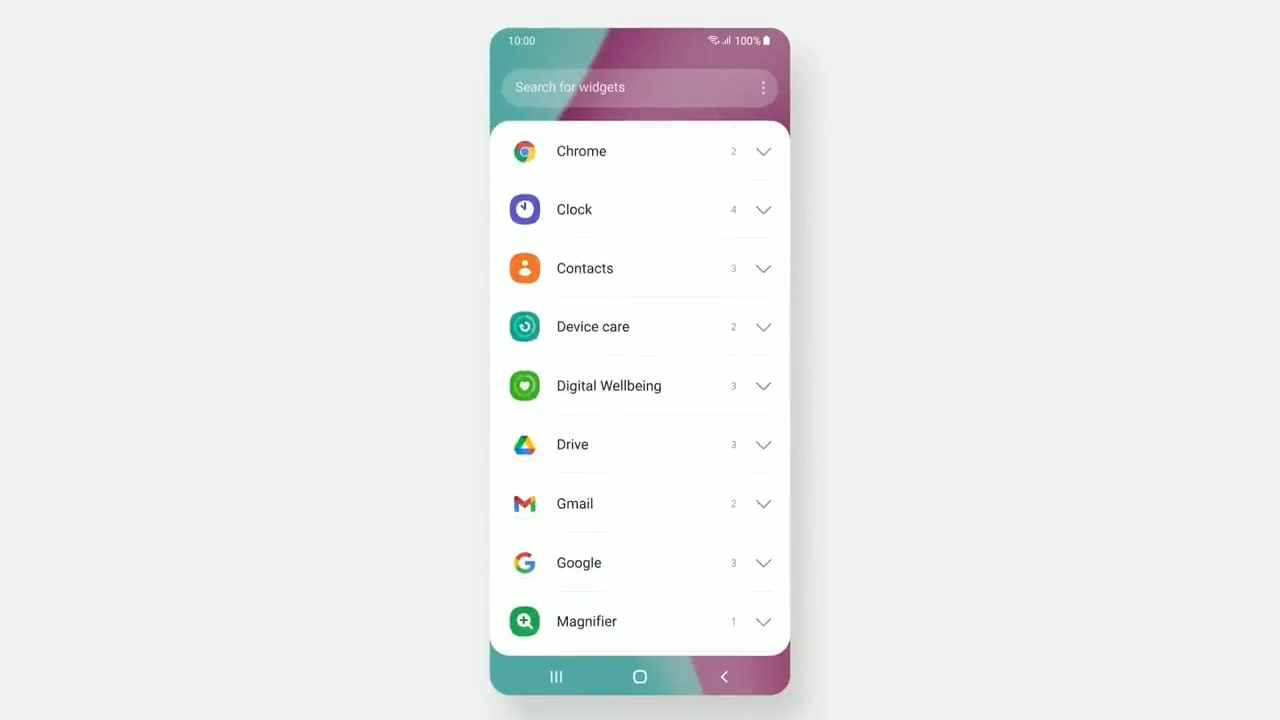 10:00 100%
Search for widgets
Chrome 2
Clock 4
Contacts 3
Device care 2
Digital Wellbeing 3
Drive 3
Gmail 2
Google 3
Magnifier 1